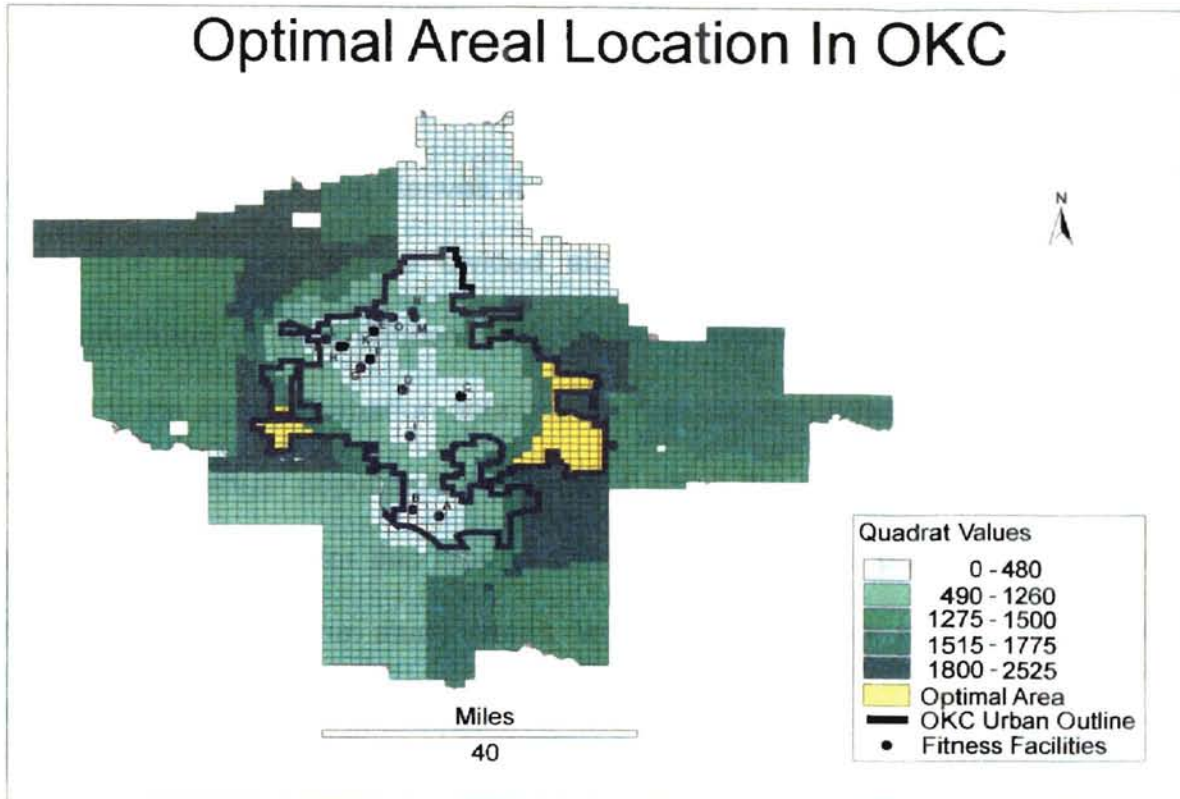 Optimal Areal Location In OKC
N
M
C
A
Quadrat Values
0 - 480
490 - 1260
1275 - 1500
1515 - 1775
1800 - 2525
Optimal Area
OKC Urban Outline
Fitness Facilities
Miles
40